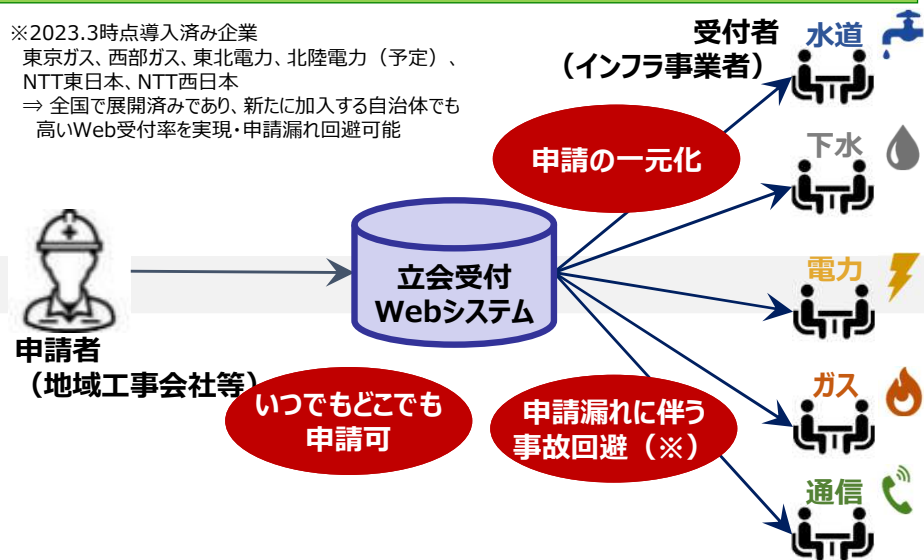 ※2023.3時点導入済み企業
東京ガス、西部ガス、東北電力、北陸電力（予定）、
NTT東日本、NTT西日本
⇒ 全国で展開済みであり、新たに加入する自治体でも
高いWeb受付率を実現・申請漏れ回避可能
受付者
（インフラ事業者）
水道
申請の一元化
下水
立会受付
Webシステム
電力
申請者
（地域工事会社等）
いつでもどこでも
申請可
申請漏れに伴う
事故回避（※）
ガス
通信